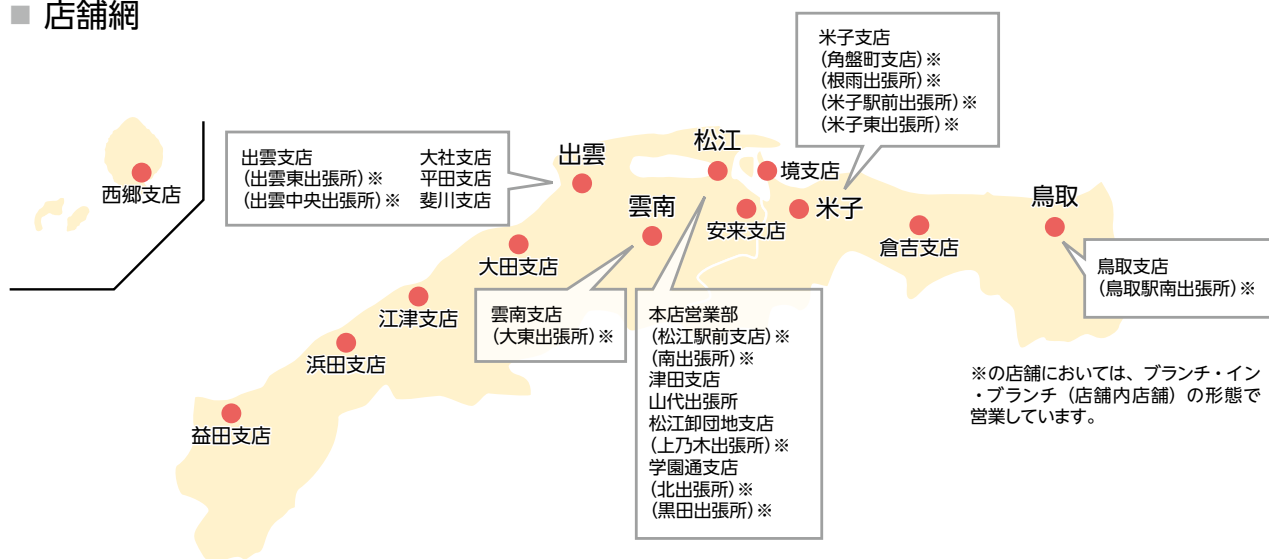 ■ 店舗網
米子支店
(角盤町支店)※
(根雨出張所)※
(米子駅前出張所)※
(米子東出張所)※
西郷支店
出雲支店
(出雲東出張所)※
(出雲中央出張所)※
大社支店
平田支店
斐川支店
出雲
松江
境支店
雲南
安来支店
米子
倉吉支店
鳥取
鳥取支店
(鳥取駅南出張所)※
大田支店
雲南支店
(大東出張所)※
本店営業部
(松江駅前支店)※
(南出張所)※
津田支店
山代出張所
松江卸団地支店
(上乃木出張所)※
学園通支店
(北出張所)※
(黒田出張所)※
江津支店
浜田支店
益田支店
※の店舗においては、ブランチ・イン
・ブランチ（店舗内店舗）の形態で
営業しています。